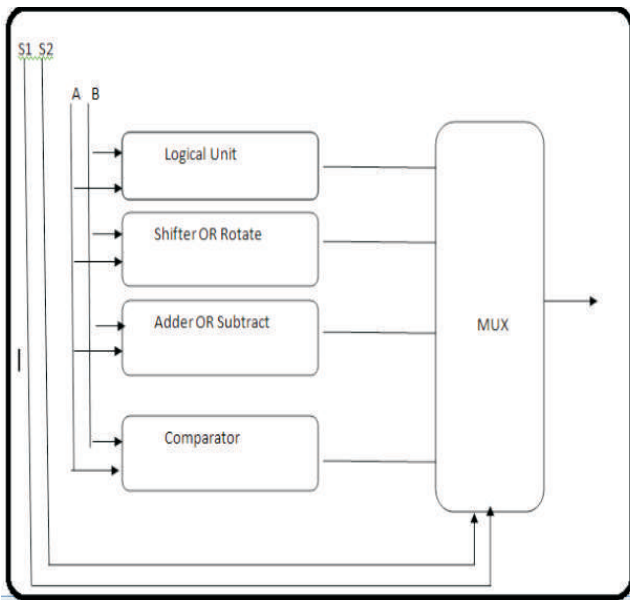 S1 S2
A B
Logical Unit
Shifter OR Rotate
Adder OR Subtract
MUX
Comparator